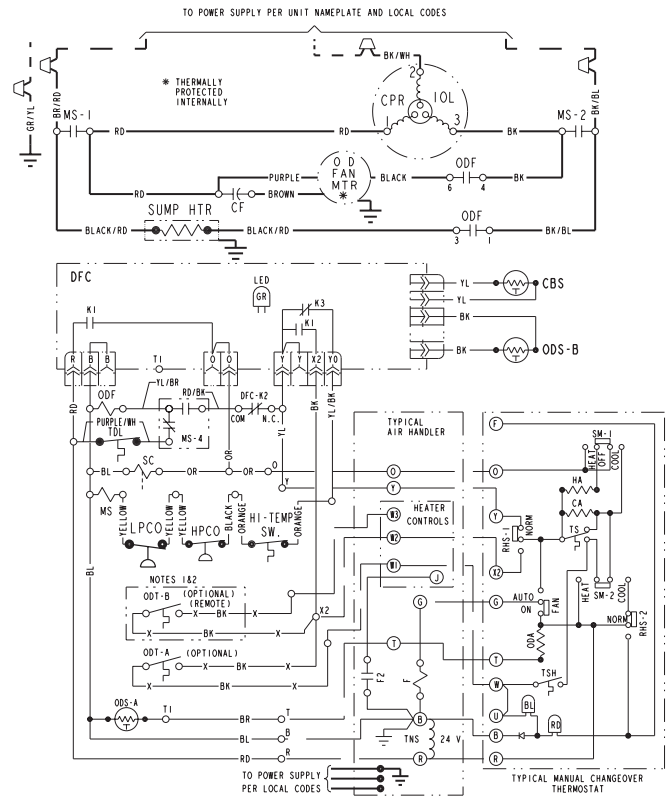 TO POWER SUPPLY PER UNIT NAMEPLATE AND LOCAL CODES
BK/WH
GR/YL
BR/RD
* THERMALLY
PROTECTED
INTERNALLY
CPR
IOL
2
1
3
BK/BL
MS-1
MS-2
RD
RD
BK
PURPLE
O D
FAN
MTR
*
BLACK
ODF
6
4
BK
RD
CF
BROWN
SUMP HTR
BLACK/RD
BLACK/RD
ODF
3
1
BK/BL
DFC
LED
GR
K3
K1
K1
YL
YL
CBS
BK
BK
ODS-B
R
B
B
T1
O
O
Y
Y
X2
YO
YL/BR
RD
ODF
RD/BK
DFC-K2
COM
N.C.
PURPLE/WH
TDL
MS-4
YL
BK
YL/BK
SC
BL
OR
OR
OR
O
Y
MS
YELLOW
LPCO
YELLOW
YELLOW
HPCO
BLACK
ORANGE
HI-TEMP
SW.
ORANGE
NOTES 1&2
ODT-B
(OPTIONAL)
(REMOTE)
X
BK
X
X
BK
X
X2
ODT-A
(OPTIONAL)
X
BK
X
X
BK
X
BL
ODS-A
T1
BR
T
BL
B
RD
R
TO POWER SUPPLY
PER LOCAL CODES
TYPICAL
AIR HANDLER
O
Y
HEATER
CONTROLS
W3
W2
W1
J
G
T
F2
F
B
TNS
24 V
R
F
SM-1
HEAT
OFF
COOL
O
HA
CA
Y
RHS-1
NORM
TS
X2
SM-2
HEAT
COOL
G
AUTO
ON
FAN
NORM
RHS-2
ODA
T
W
TSH
U
BL
RD
B
R
TYPICAL MANUAL CHANGEOVER
THERMOSTAT